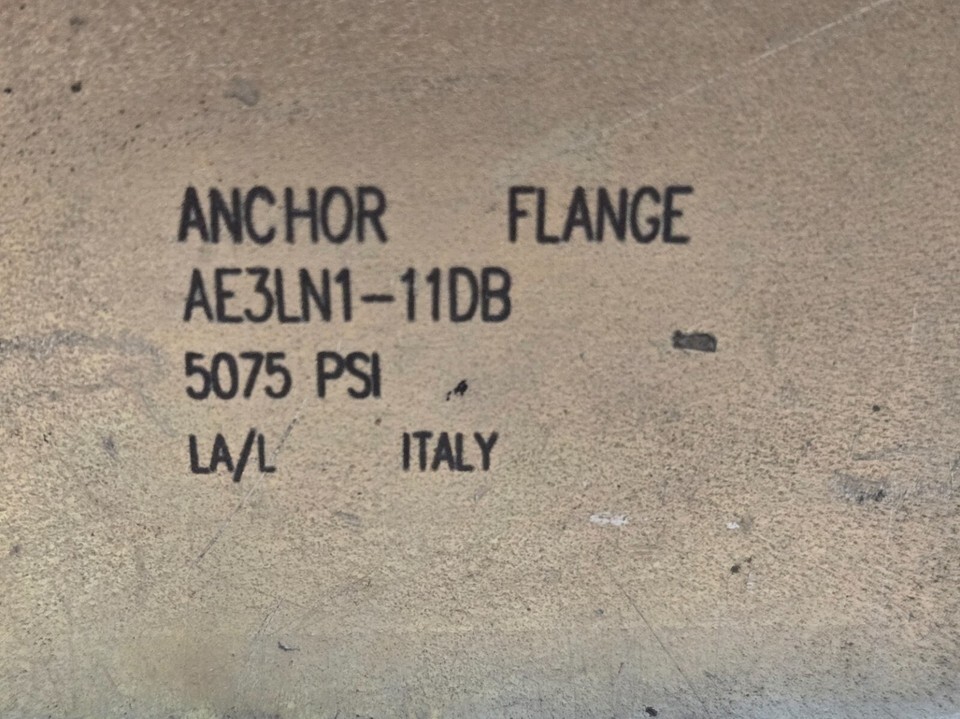 ANCHOR FLANGE
AE3LN1-11DB
5075 PSI
LA/L ITALY